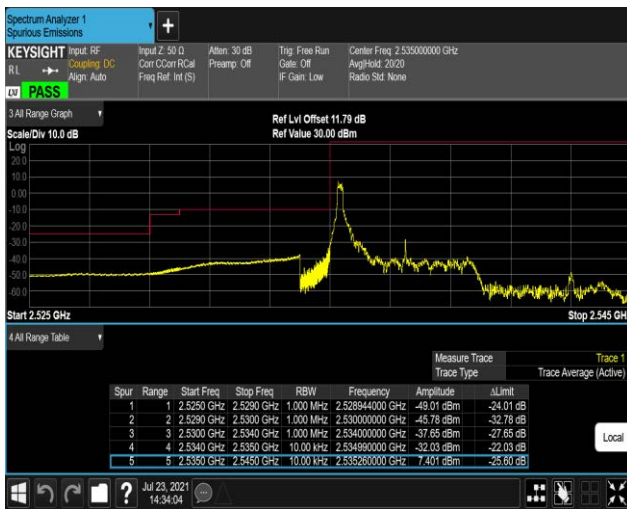 Spectrum Analyzer 1
Spurious Emissions
KEYSIGHT Input: RF Input Z: 50 Ω Atten: 30 dB Trig: Free Run Center Freq: 2.535000000 GHz
RL Coupling: DC Corr CCorr RCal Preamp: Off Gate: Off Avg|Hold: 20/20
Align: Auto Freq Ref: Int (S) IF Gain: Low Radio Std: None
LXI PASS
3 All Range Graph
Ref Lvl Offset 11.79 dB
Scale/Div 10.0 dB Ref Value 30.00 dBm
Log
20.0
10.0
0.00
-10.0
-20.0
-30.0
-40.0
-50.0
-60.0
Start 2.525 GHz Stop 2.545 GH
4 All Range Table
Measure Trace Trace 1
Trace Type Trace Average (Active)
Spur Range Start Freq Stop Freq RBW Frequency Amplitude ΔLimit
1 1 2.5250 GHz 2.5290 GHz 1.000 MHz 2.528944000 GHz -49.01 dBm -24.01 dB
2 2 2.5290 GHz 2.5300 GHz 1.000 MHz 2.530000000 GHz -45.78 dBm -32.78 dB
3 3 2.5300 GHz 2.5340 GHz 1.000 MHz 2.534000000 GHz -37.65 dBm -27.65 dB
4 4 2.5340 GHz 2.5350 GHz 10.00 kHz 2.534990000 GHz -32.03 dBm -22.03 dB
5 5 2.5350 GHz 2.5450 GHz 10.00 kHz 2.535260000 GHz 7.401 dBm -25.60 dB
Local
? Jul 23, 2021
14:34:04